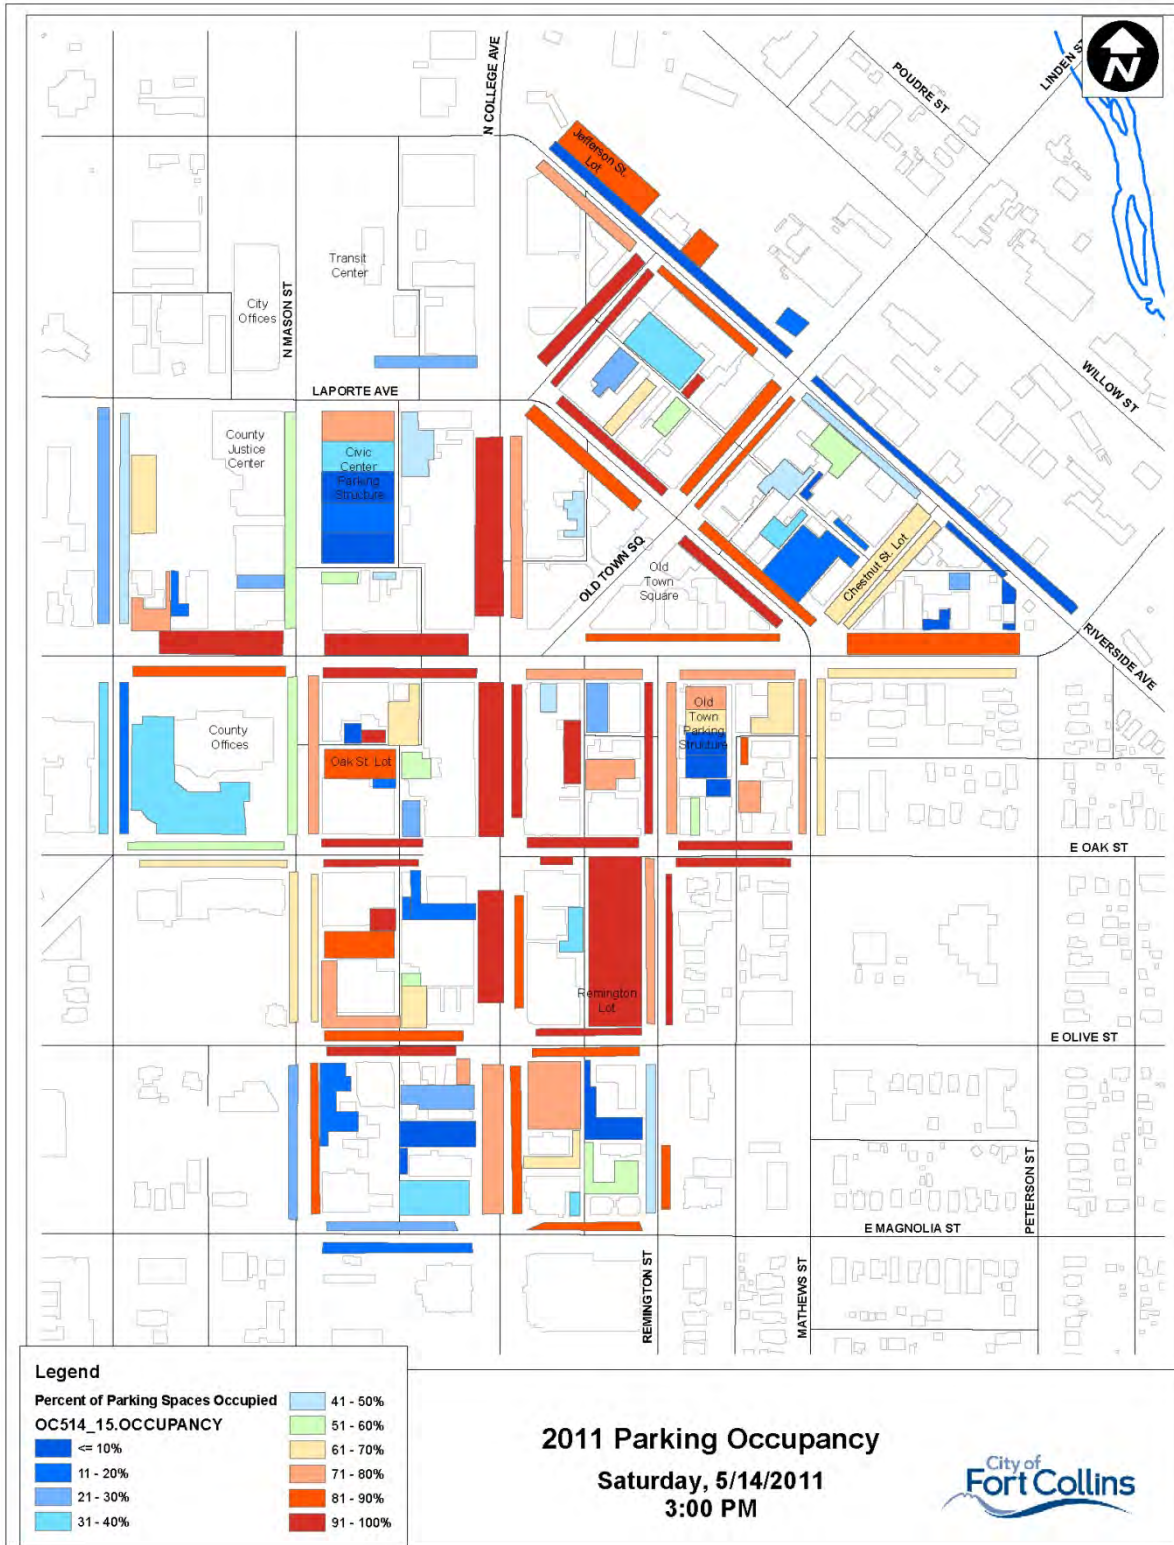 N
N COLLEGE AVE
POUDRE ST
LINDEN ST
Jefferson St.
Lot
Transit
Center
City
Offices
N MASON ST
WILLOW ST
LAPORTE AVE
County
Justice
Center
Civic
Center
Parking
Structure
OLD TOWN SQ
Old
Town
Square
Chestnut St. Lot
RIVERSIDE AVE
County
Offices
Oak St. Lot
Old
Town
Parking
Structure
E OAK ST
Remington
Lot
E OLIVE ST
PETERSON ST
E MAGNOLIA ST
REMINGTON ST
MATHEWS ST
Legend
Percent of Parking Spaces Occupied
OC514_15.OCCUPANCY
<= 10%
11 - 20%
21 - 30%
31 - 40%
41 - 50%
51 - 60%
61 - 70%
71 - 80%
81 - 90%
91 - 100%
2011 Parking Occupancy
Saturday, 5/14/2011
3:00 PM
City of
Fort Collins